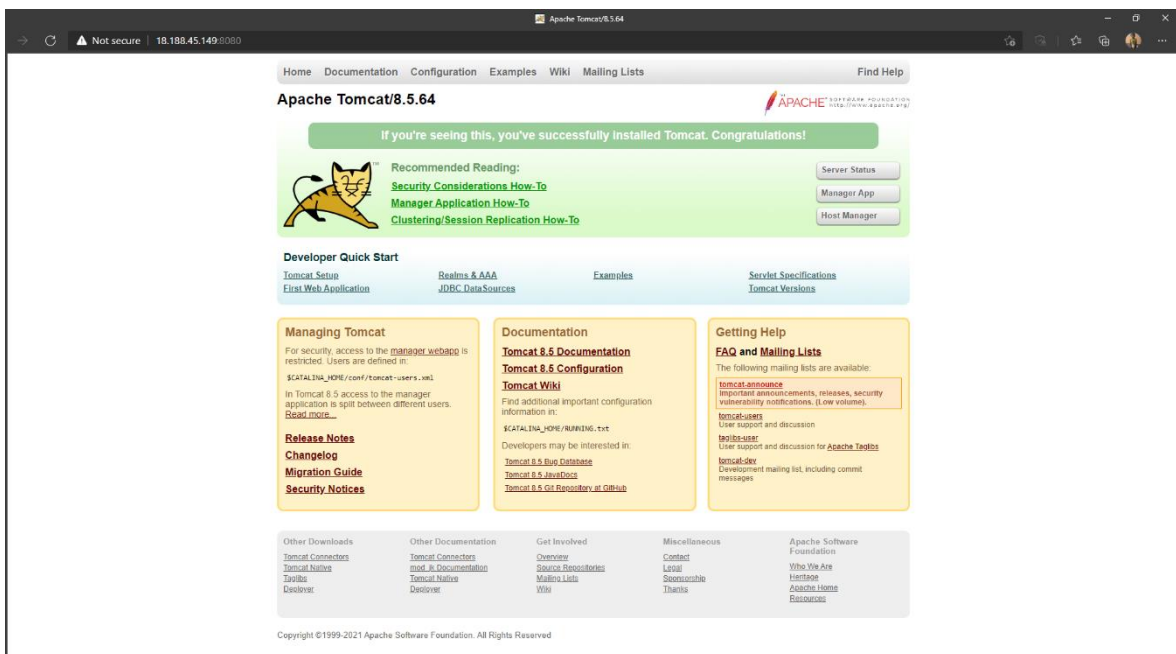 Apache Tomcat/8.5.64
Not secure | 18.188.45.149:8080
Home Documentation Configuration Examples Wiki Mailing Lists Find Help
Apache Tomcat/8.5.64
APACHE SOFTWARE FOUNDATION
http://www.apache.org/
If you're seeing this, you've successfully installed Tomcat. Congratulations!
TM
Recommended Reading:
Security Considerations How-To
Manager Application How-To
Clustering/Session Replication How-To
Server Status
Manager App
Host Manager
Developer Quick Start
Tomcat Setup
First Web Application
Realms & AAA
JDBC DataSources
Examples
Servlet Specifications
Tomcat Versions
Managing Tomcat
For security, access to the manager webapp is
restricted. Users are defined in:
$CATALINA_HOME/conf/tomcat-users.xml
In Tomcat 8.5 access to the manager
application is split between different users.
Read more...
Release Notes
Changelog
Migration Guide
Security Notices
Documentation
Tomcat 8.5 Documentation
Tomcat 8.5 Configuration
Tomcat Wiki
Find additional important configuration
information in:
$CATALINA_HOME/RUNNING.txt
Developers may be interested in:
Tomcat 8.5 Bug Database
Tomcat 8.5 JavaDocs
Tomcat 8.5 Git Repository at GitHub
Getting Help
FAQ and Mailing Lists
The following mailing lists are available:
tomcat-announce
Important announcements, releases, security
vulnerability notifications. (Low volume).
tomcat-users
User support and discussion
taglibs-user
User support and discussion for Apache Taglibs
tomcat-dev
Development mailing list, including commit
messages
Other Downloads
Tomcat Connectors
Tomcat Native
Taglibs
Deployer
Other Documentation
Tomcat Connectors
mod_jk Documentation
Tomcat Native
Deployer
Get Involved
Overview
Source Repositories
Mailing Lists
Wiki
Miscellaneous
Contact
Legal
Sponsorship
Thanks
Apache Software
Foundation
Who We Are
Heritage
Apache Home
Resources
Copyright ©1999-2021 Apache Software Foundation. All Rights Reserved